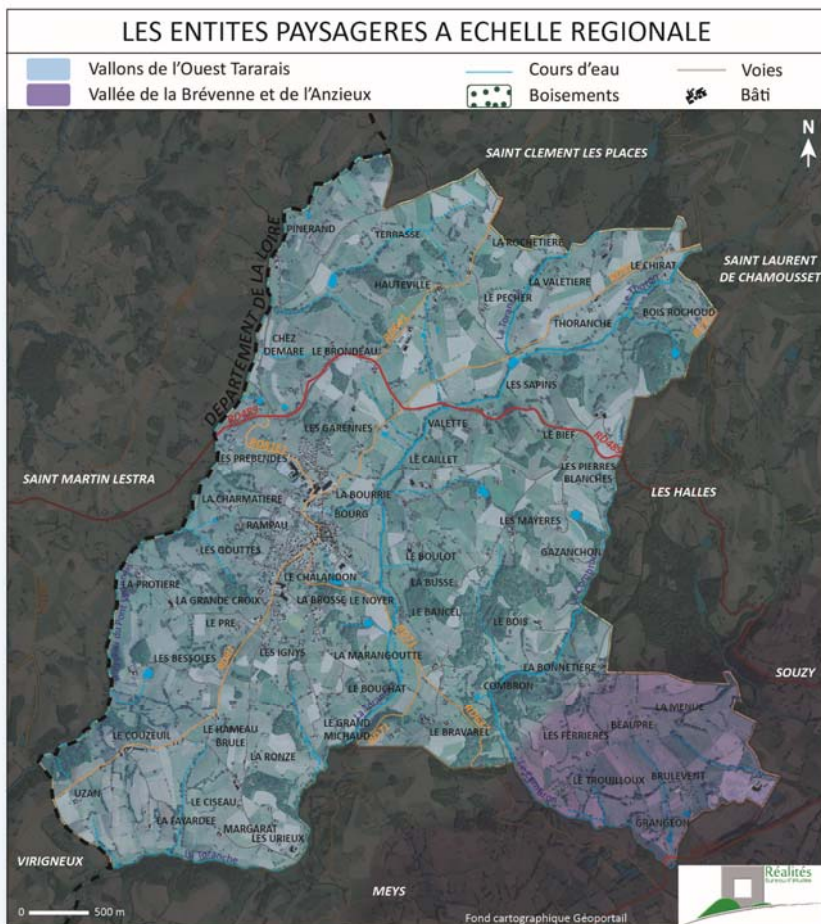 LES ENTITES PAYSAGERES A ECHELLE REGIONALE
Vallons de l'Ouest Tararais
Cours d'eau
Voies
Vallée de la Brévenne et de l'Anzieux
Boisements
Bâti
N
SAINT CLEMENT LES PLACES
PINERAND
TERRASSE
LA ROCHETIERE
SAINT LAURENT
DE CHAMOUSSET
LE CHIRAT
HAUTEVILLE
LA VALETIERE
LE PECHER
BOIS ROCHOUD
THORANCHE
DEPARTEMENT DE LA LOIRE
CHEZ
DEMARE
LE BRONDEAU
LES SAPINS
RD489
LES GARENNES
VALETTE
LE BIEF
RD489
LES PREBENDES
LE CAILLET
LES PIERRES
BLANCHES
SAINT MARTIN LESTRA
LA CHARMATIERE
LA BOURRIE
BOURG
LES HALLES
RAMPAU
LES MAYERES
LES GOUTTES
LE BOULOT
GAZANCHON
LA PROTIERE
LE CHALANDON
LA BUSSE
LA GRANDE CROIX
LA BROSSE
LE NOYER
LE BANCEL
LE PRE
LE BOIS
LES BESSOLES
LES IGNYS
LA MARANGOUTTE
LA BONNETIERE
SOUZY
LE BOUCHAT
COMBRON
LA MENUE
LE COUZEUIL
LE HAMEAU
BRULE
LE GRAND
MICHAUD
LE BRAVAREL
LES FERRIERES
BEAUPRE
LA RONZE
LE TROUILLOUX
BRULEVENT
UZAN
LE CISEAU
LA FAYARDEE
MARGARAT
LES URIEUX
GRANGEON
VIRIGNEUX
MEYS
0
500 m
Fond cartographique Géoportail
Réalités
Bureau d'études